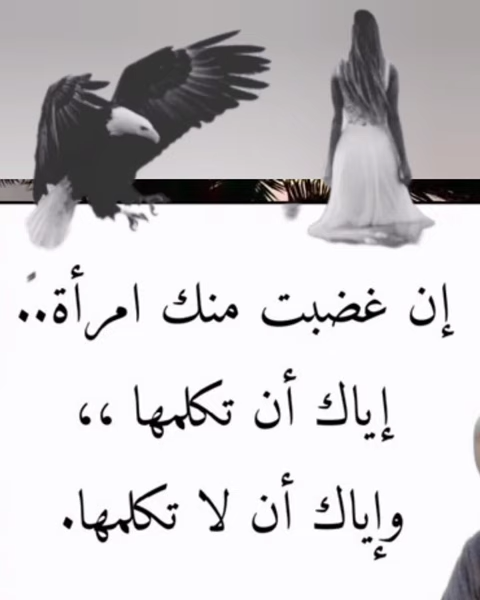 إن غضبت منك امرأة..
إياك أن تكلمها ،،
وإياك أن لا تكلمها.